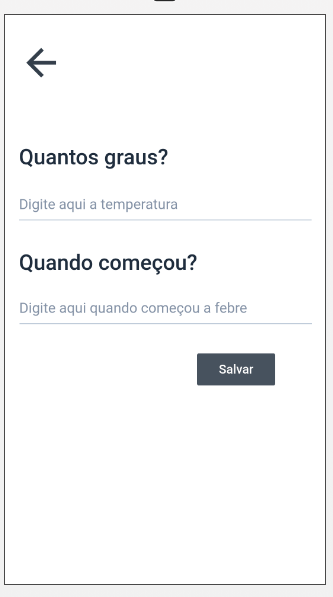 Quantos graus?
Digite aqui a temperatura
Quando começou?
Digite aqui quando começou a febre
Salvar